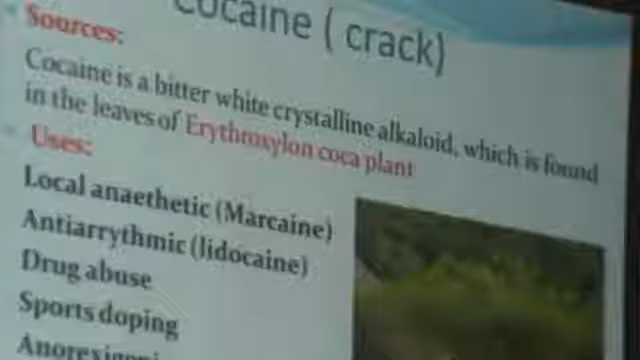 Cocaine ( crack)
Sources:
Cocaine is a bitter white crystalline alkaloid, which is found
in the leaves of Erythroxylon coca plant
Uses:
Local anaethetic (Marcaine)
Antiarrythmic (lidocaine)
Drug abuse
Sports doping